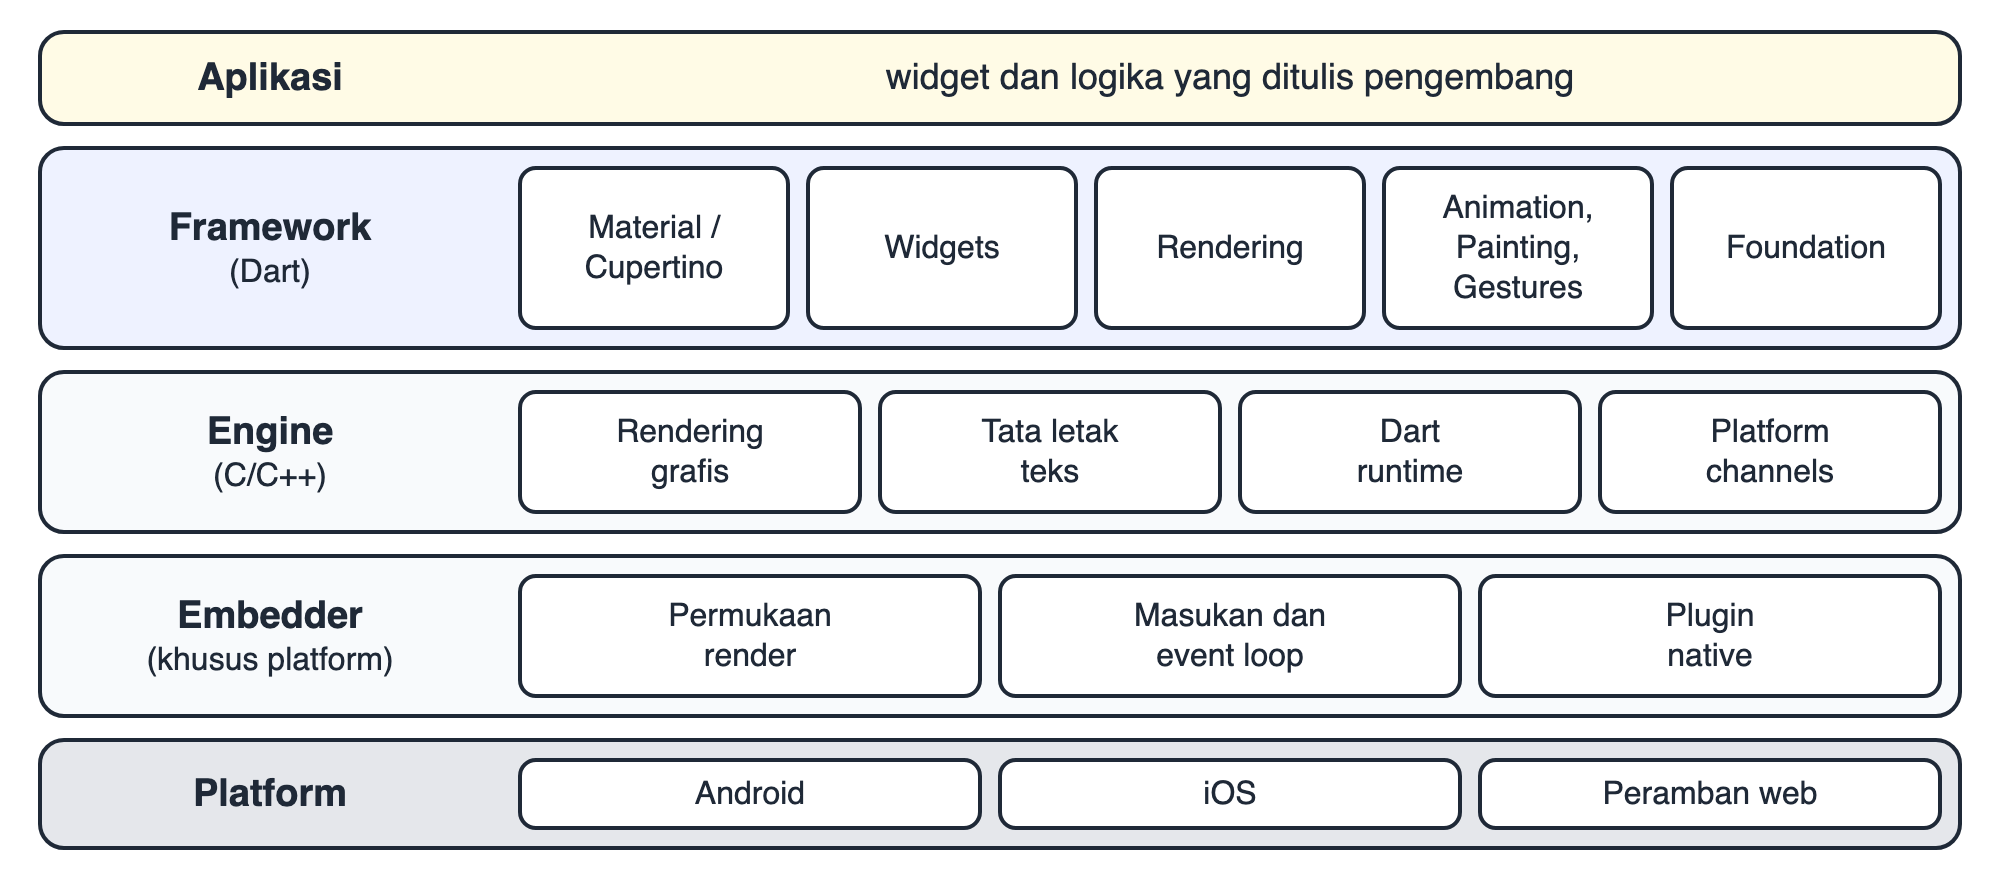 Aplikasi
widget dan logika yang ditulis pengembang
Framework
(Dart)
Material /
Cupertino
Widgets
Rendering
Animation,
Painting,
Gestures
Foundation
Engine
(C/C++)
Rendering
grafis
Tata letak
teks
Dart
runtime
Platform
channels
Embedder
(khusus platform)
Permukaan
render
Masukan dan
event loop
Plugin
native
Platform
Android
iOS
Peramban web